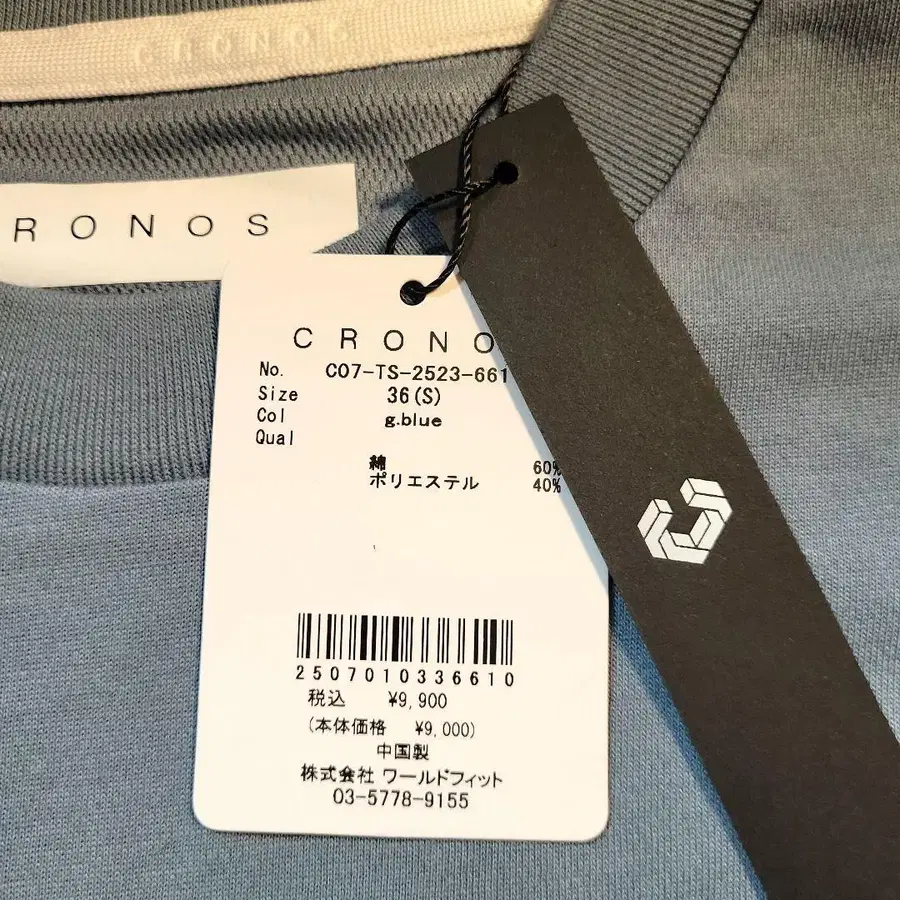 CRONOS
RONOS
CRONO
No. C07-TS-2523-661
Size 36(S)
Col g.blue
Qual
綿 60%
ポリエステル 40%
2507010336610
税込 ¥9,900
(本体価格 ¥9,000)
中国製
株式会社 ワールドフィット
03-5778-9155